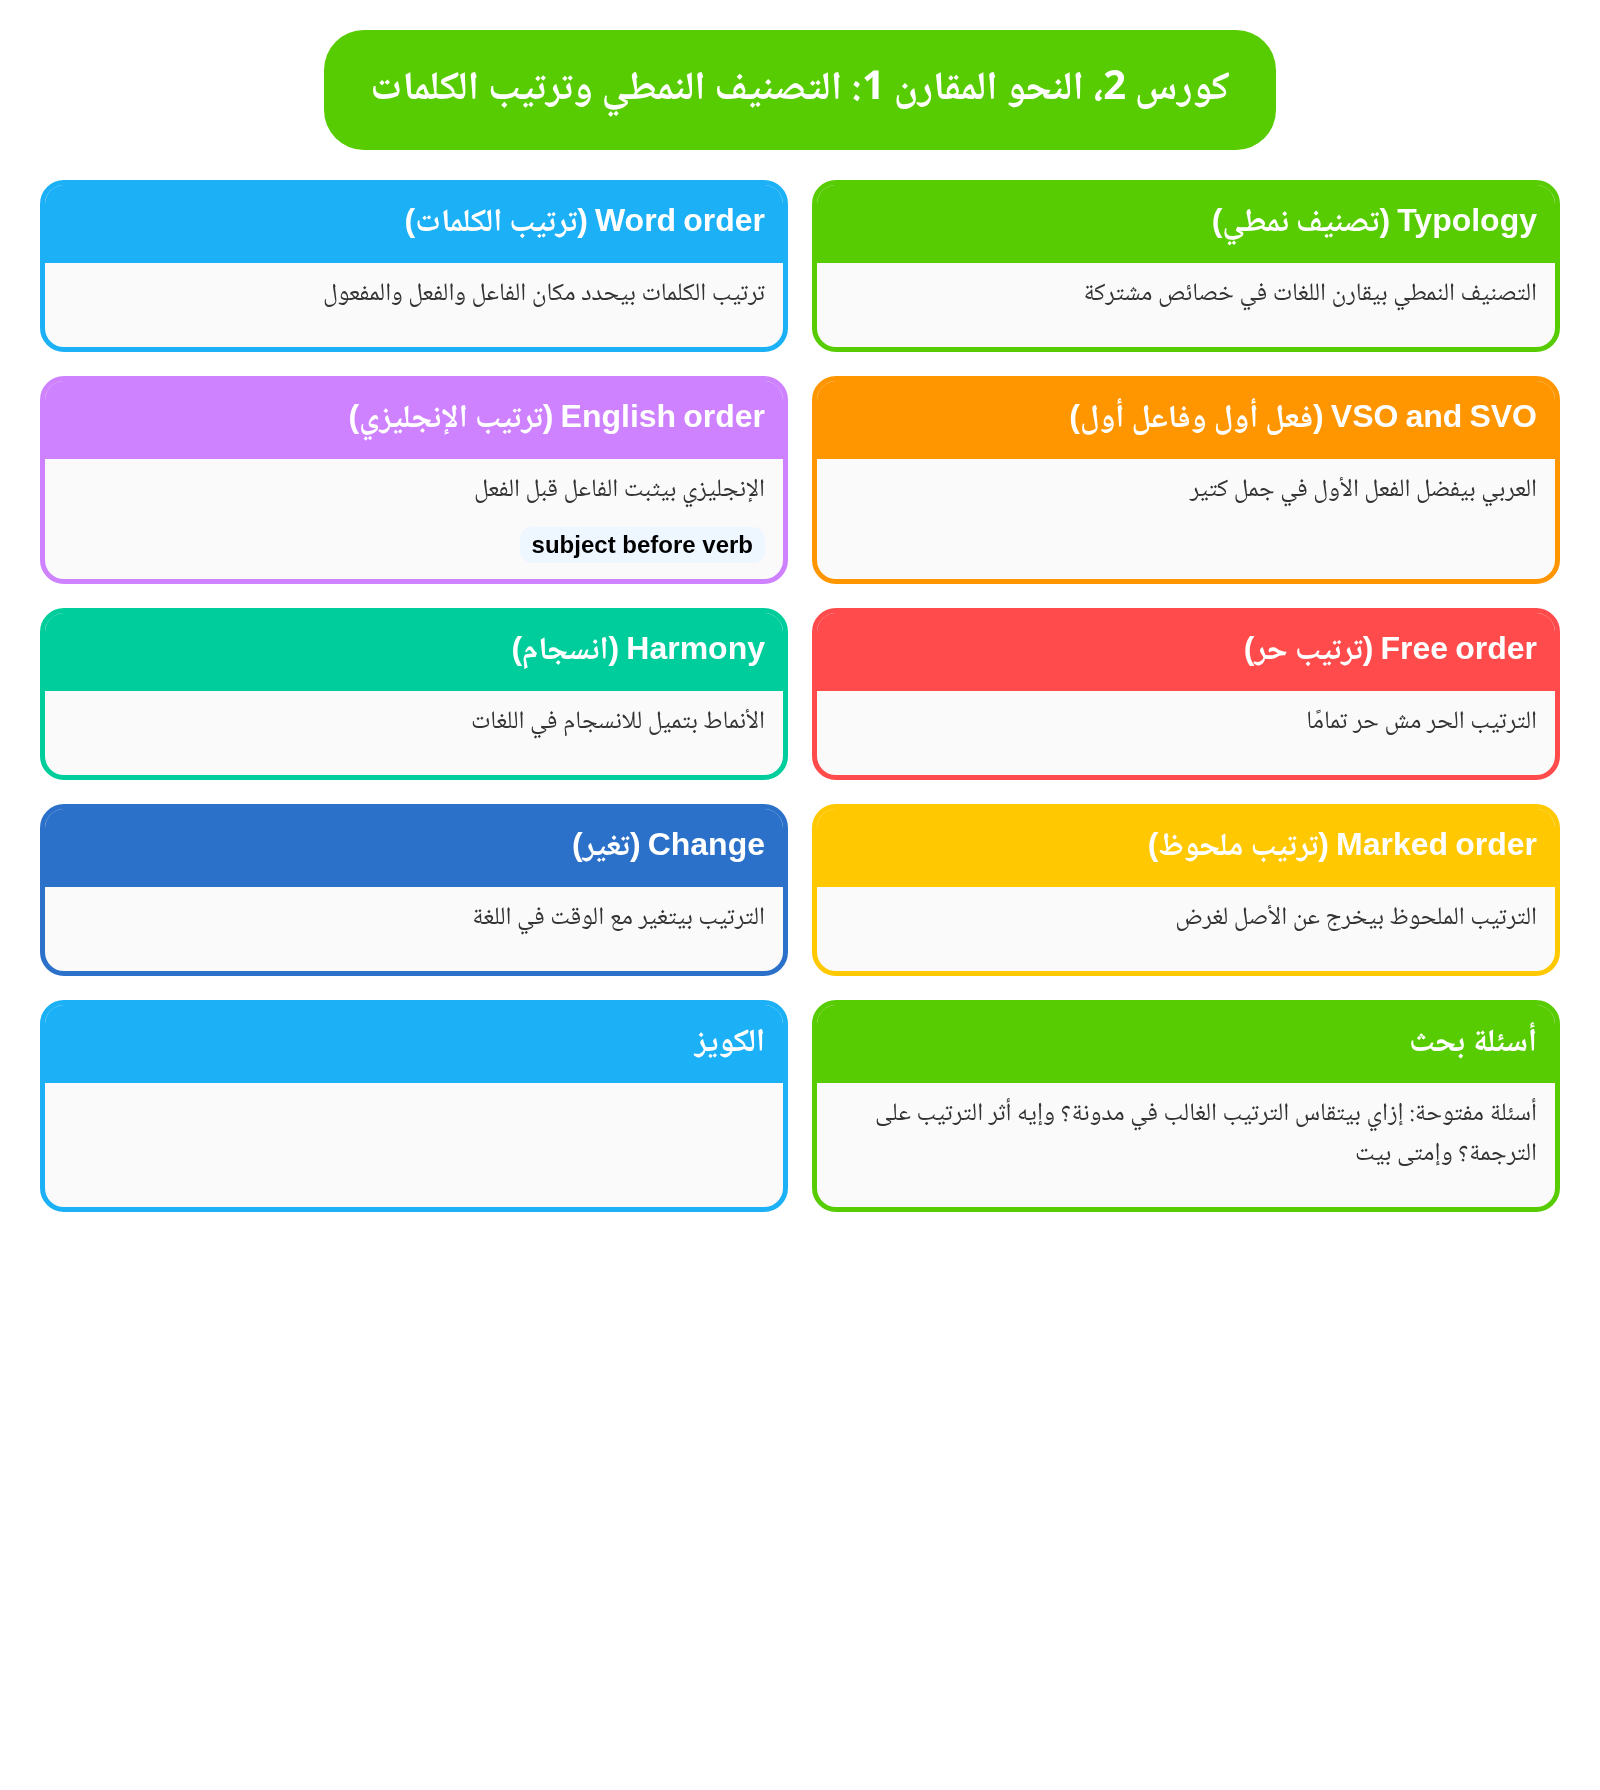 كورس 2، النحو المقارن 1: التصنيف النمطي وترتيب الكلمات
Typology (تصنيف نمطي)
التصنيف النمطي بيقارن اللغات في خصائص مشتركة
Word order (ترتيب الكلمات)
ترتيب الكلمات بيحدد مكان الفاعل والفعل والمفعول
VSO and SVO (فعل أول وفاعل أول)
العربي بيفضل الفعل الأول في جمل كتير
English order (ترتيب الإنجليزي)
الإنجليزي بيثبت الفاعل قبل الفعل
subject before verb
Free order (ترتيب حر)
الترتيب الحر مش حر تمامًا
Harmony (انسجام)
الأنماط بتميل للانسجام في اللغات
Marked order (ترتيب ملحوظ)
الترتيب الملحوظ بيخرج عن الأصل لغرض
Change (تغير)
الترتيب بيتغير مع الوقت في اللغة
أسئلة بحث
أسئلة مفتوحة: إزاي بيتقاس الترتيب الغالب في مدونة؟ وإيه أثر الترتيب على
الترجمة؟ وإمتى بيت
الكويز